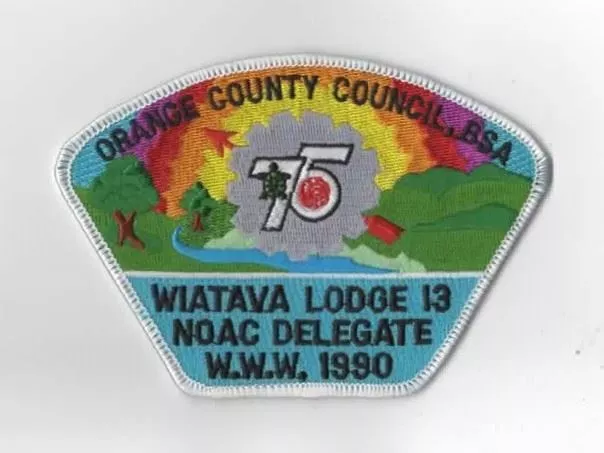 ORANGE COUNTY COUNCIL, BSA
75
WIATAVA LODGE 13
NOAC DELEGATE
W.W.W. 1990